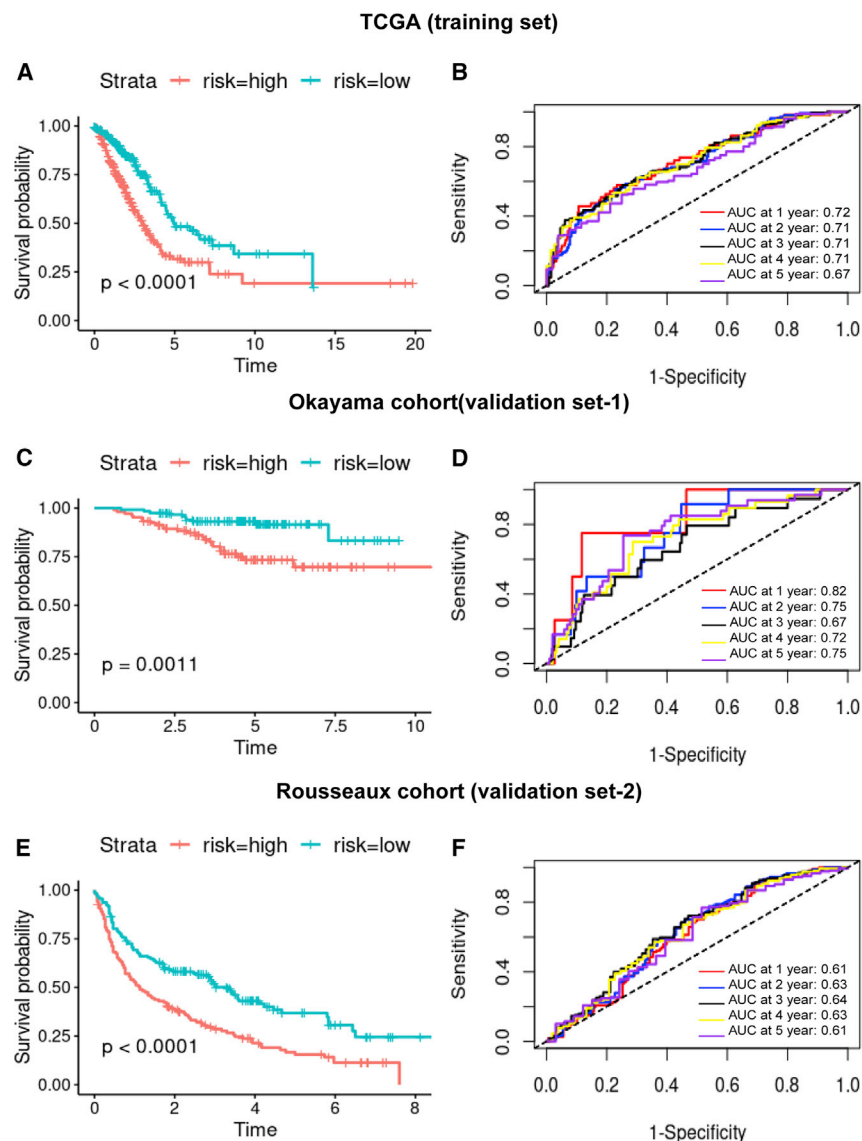 TCGA (training set)
A
Strata risk=high risk=low
Survival probability
1.00
0.75
0.50
0.25
0.00
p < 0.0001
0 5 10 15 20
Time
B
Sensitivity
0.8
0.4
0.0
AUC at 1 year: 0.72
AUC at 2 year: 0.71
AUC at 3 year: 0.71
AUC at 4 year: 0.71
AUC at 5 year: 0.67
0.0 0.2 0.4 0.6 0.8 1.0
1-Specificity
Okayama cohort(validation set-1)
C
Strata risk=high risk=low
Survival probability
1.00
0.75
0.50
0.25
0.00
p = 0.0011
0 2.5 5 7.5 10
Time
D
Sensitivity
0.8
0.4
0.0
AUC at 1 year: 0.82
AUC at 2 year: 0.75
AUC at 3 year: 0.67
AUC at 4 year: 0.72
AUC at 5 year: 0.75
0.0 0.2 0.4 0.6 0.8 1.0
1-Specificity
Rousseaux cohort (validation set-2)
E
Strata risk=high risk=low
Survival probability
1.00
0.75
0.50
0.25
0.00
p < 0.0001
0 2 4 6 8
Time
F
Sensitivity
0.8
0.4
0.0
AUC at 1 year: 0.61
AUC at 2 year: 0.63
AUC at 3 year: 0.64
AUC at 4 year: 0.63
AUC at 5 year: 0.61
0.0 0.2 0.4 0.6 0.8 1.0
1-Specificity